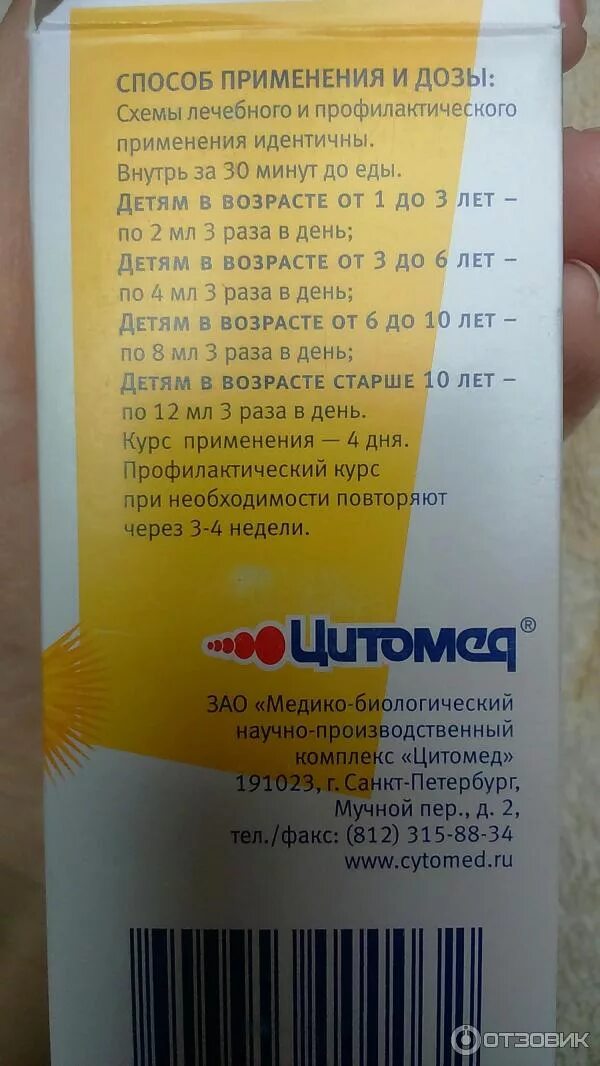 СПОСОБ ПРИМЕНЕНИЯ И ДОЗЫ:
Схемы лечебного и профилактического
применения идентичны.
Внутрь за 30 минут до еды.
ДЕТЯМ В ВОЗРАСТЕ ОТ 1 ДО 3 ЛЕТ –
по 2 мл 3 раза в день;
ДЕТЯМ В ВОЗРАСТЕ ОТ 3 ДО 6 ЛЕТ –
по 4 мл 3 раза в день;
ДЕТЯМ В ВОЗРАСТЕ ОТ 6 ДО 10 ЛЕТ –
по 8 мл 3 раза в день;
ДЕТЯМ В ВОЗРАСТЕ СТАРШЕ 10 ЛЕТ –
по 12 мл 3 раза в день.
Курс применения — 4 дня.
Профилактический курс
при необходимости повторяют
через 3-4 недели.
Цитомед®
ЗАО «Медико-биологический
научно-производственный
комплекс «Цитомед»
191023, г. Санкт-Петербург,
Мучной пер., д. 2,
тел./факс: (812) 315-88-34
www.cytomed.ru
ОТЗОВИК